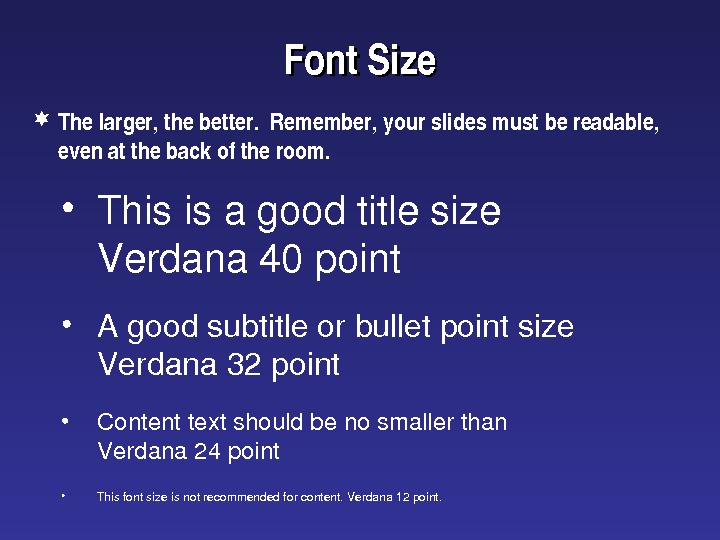 Font Size
The larger, the better.  Remember, your slides must be readable,
even at the back of the room.
• This is a good title size
Verdana 40 point
• A good subtitle or bullet point size
Verdana 32 point
• Content text should be no smaller than
Verdana 24 point
• This font size is not recommended for content. Verdana 12 point.